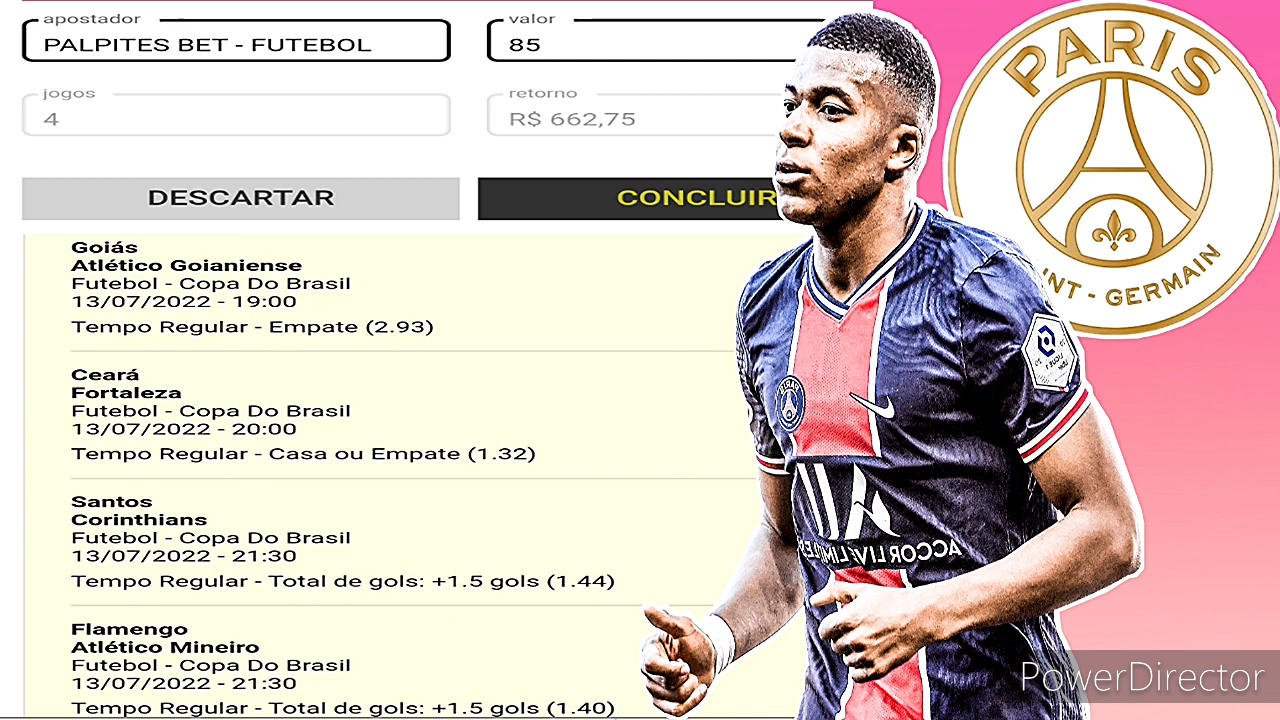 apostador
PALPITES BET - FUTEBOL
valor
85
jogos
4
retorno
R$ 662,75
DESCARTAR
CONCLUIR
Goiás
Atlético Goianiense
Futebol - Copa Do Brasil
13/07/2022 - 19:00
Tempo Regular - Empate (2.93)
Ceará
Fortaleza
Futebol - Copa Do Brasil
13/07/2022 - 20:00
Tempo Regular - Casa ou Empate (1.32)
Santos
Corinthians
Futebol - Copa Do Brasil
13/07/2022 - 21:30
Tempo Regular - Total de gols: +1.5 gols (1.44)
Flamengo
Atlético Mineiro
Futebol - Copa Do Brasil
13/07/2022 - 21:30
Tempo Regular - Total de gols: +1.5 gols (1.40)
PARIS
INT - GERMAIN
PARIS
ALL
ACCOR LIVE LIMITLESS
PowerDirector